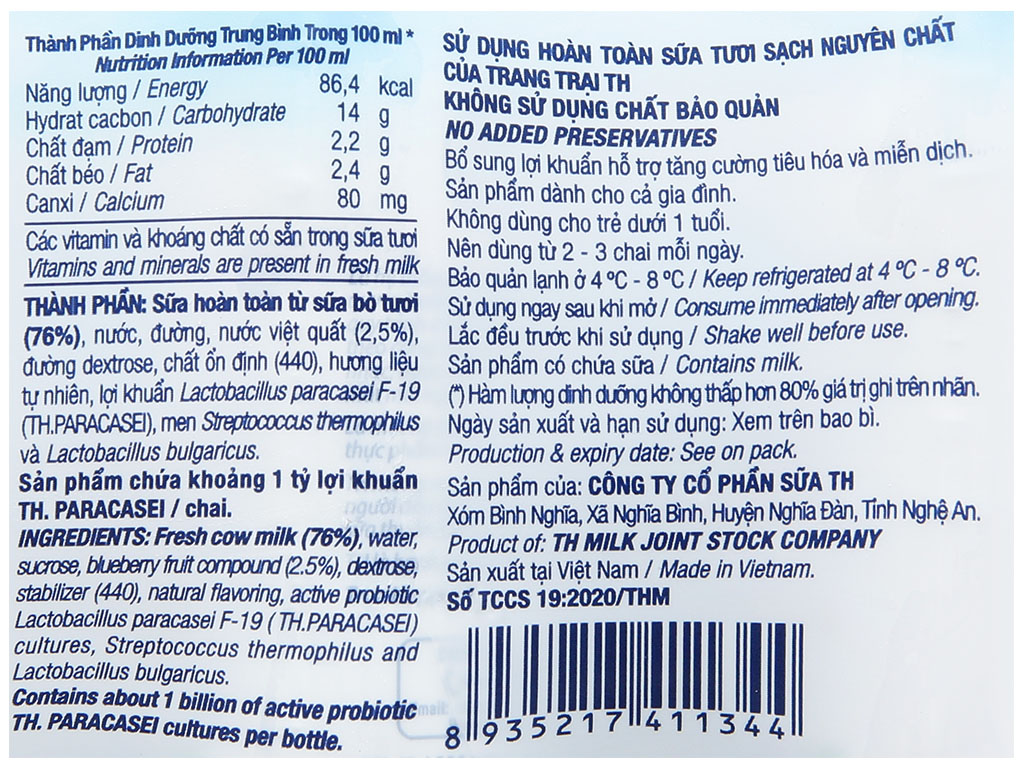 Thành Phần Dinh Dưỡng Trung Bình Trong 100 ml *
Nutrition Information Per 100 ml
Năng lượng / Energy 86,4 kcal
Hydrat cacbon / Carbohydrate 14 g
Chất đạm / Protein 2,2 g
Chất béo / Fat 2,4 g
Canxi / Calcium 80 mg
Các vitamin và khoáng chất có sẵn trong sữa tươi
Vitamins and minerals are present in fresh milk
THÀNH PHẦN: Sữa hoàn toàn từ sữa bò tươi
(76%), nước, đường, nước việt quất (2,5%),
đường dextrose, chất ổn định (440), hương liệu
tự nhiên, lợi khuẩn Lactobacillus paracasei F-19
(TH.PARACASEI), men Streptococcus thermophilus
và Lactobacillus bulgaricus.
Sản phẩm chứa khoảng 1 tỷ lợi khuẩn
TH. PARACASEI / chai.
INGREDIENTS: Fresh cow milk (76%), water,
sucrose, blueberry fruit compound (2.5%), dextrose,
stabilizer (440), natural flavoring, active probiotic
Lactobacillus paracasei F-19 ( TH.PARACASEI)
cultures, Streptococcus thermophilus and
Lactobacillus bulgaricus.
Contains about 1 billion of active probiotic
TH. PARACASEI cultures per bottle.
SỬ DỤNG HOÀN TOÀN SỮA TƯƠI SẠCH NGUYÊN CHẤT
CỦA TRANG TRẠI TH
KHÔNG SỬ DỤNG CHẤT BẢO QUẢN
NO ADDED PRESERVATIVES
Bổ sung lợi khuẩn hỗ trợ tăng cường tiêu hóa và miễn dịch.
Sản phẩm dành cho cả gia đình.
Không dùng cho trẻ dưới 1 tuổi.
Nên dùng từ 2 - 3 chai mỗi ngày.
Bảo quản lạnh ở 4 ºC - 8 ºC / Keep refrigerated at 4 ºC - 8 ºC.
Sử dụng ngay sau khi mở / Consume immediately after opening.
Lắc đều trước khi sử dụng / Shake well before use.
Sản phẩm có chứa sữa / Contains milk.
(*) Hàm lượng dinh dưỡng không thấp hơn 80% giá trị ghi trên nhãn.
Ngày sản xuất và hạn sử dụng: Xem trên bao bì.
Production & expiry date: See on pack.
Sản phẩm của: CÔNG TY CỔ PHẦN SỮA TH
Xóm Bình Nghĩa, Xã Nghĩa Bình, Huyện Nghĩa Đàn, Tỉnh Nghệ An.
Product of: TH MILK JOINT STOCK COMPANY
Sản xuất tại Việt Nam / Made in Vietnam.
Số TCCS 19:2020/THM
8 935217 411344